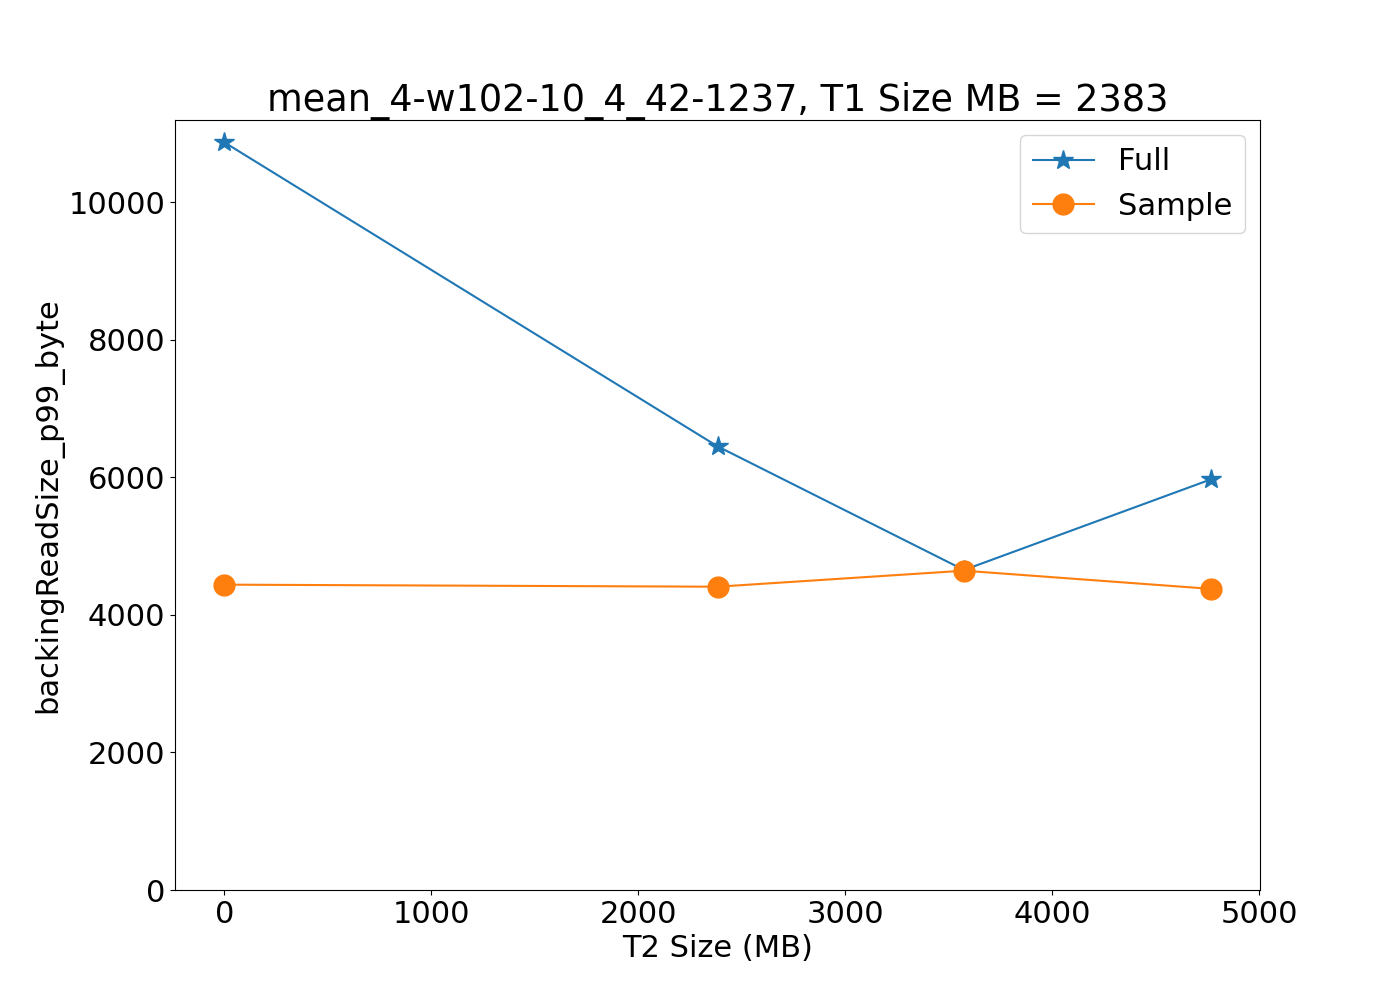 mean_4-w102-10_4_42-1237, T1 Size MB = 2383
Full
Sample
10000
8000
6000
4000
2000
0
backingReadSize_p99_byte
0 1000 2000 3000 4000 5000
T2 Size (MB)